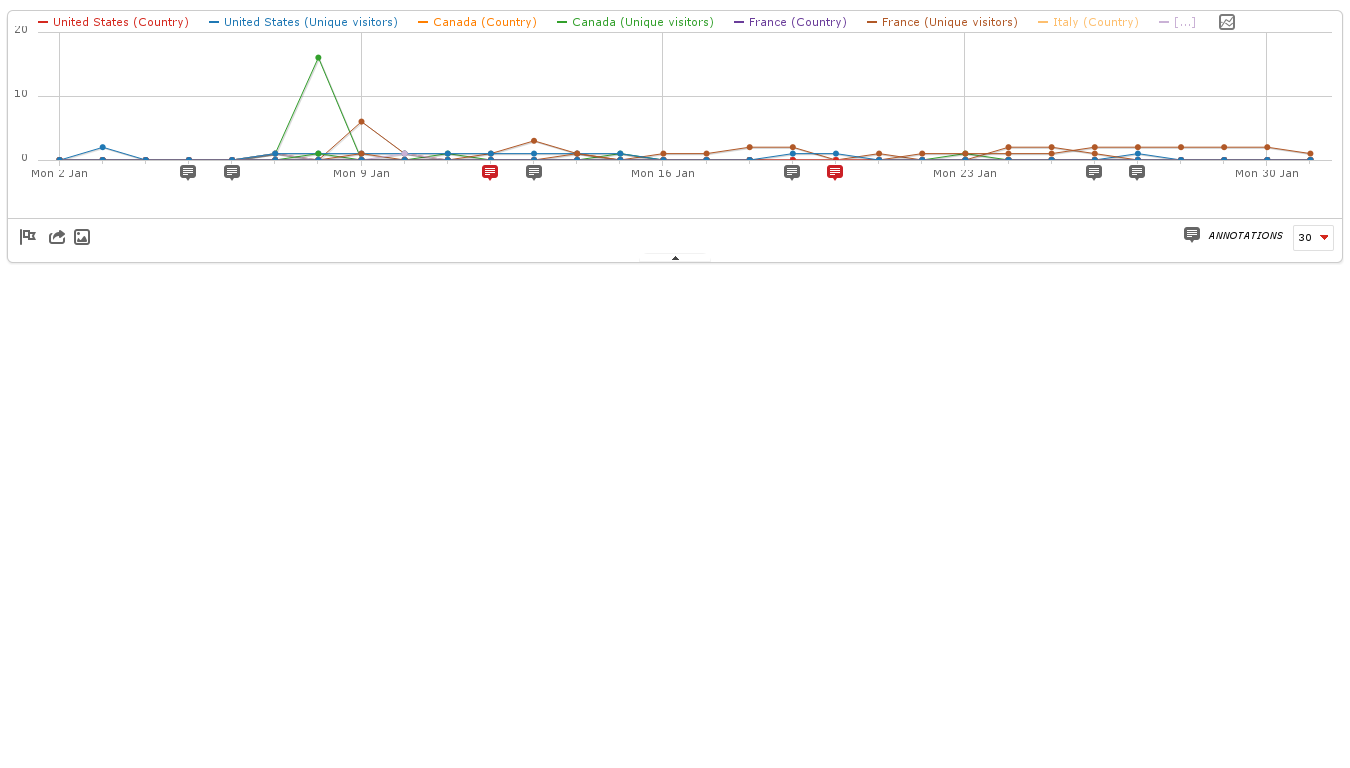 United States (Country) United States (Unique visitors) Canada (Country) Canada (Unique visitors) France (Country) France (Unique visitors) Italy (Country) [...]
20
10
0
Mon 2 Jan Mon 9 Jan Mon 16 Jan Mon 23 Jan Mon 30 Jan
ANNOTATIONS 30